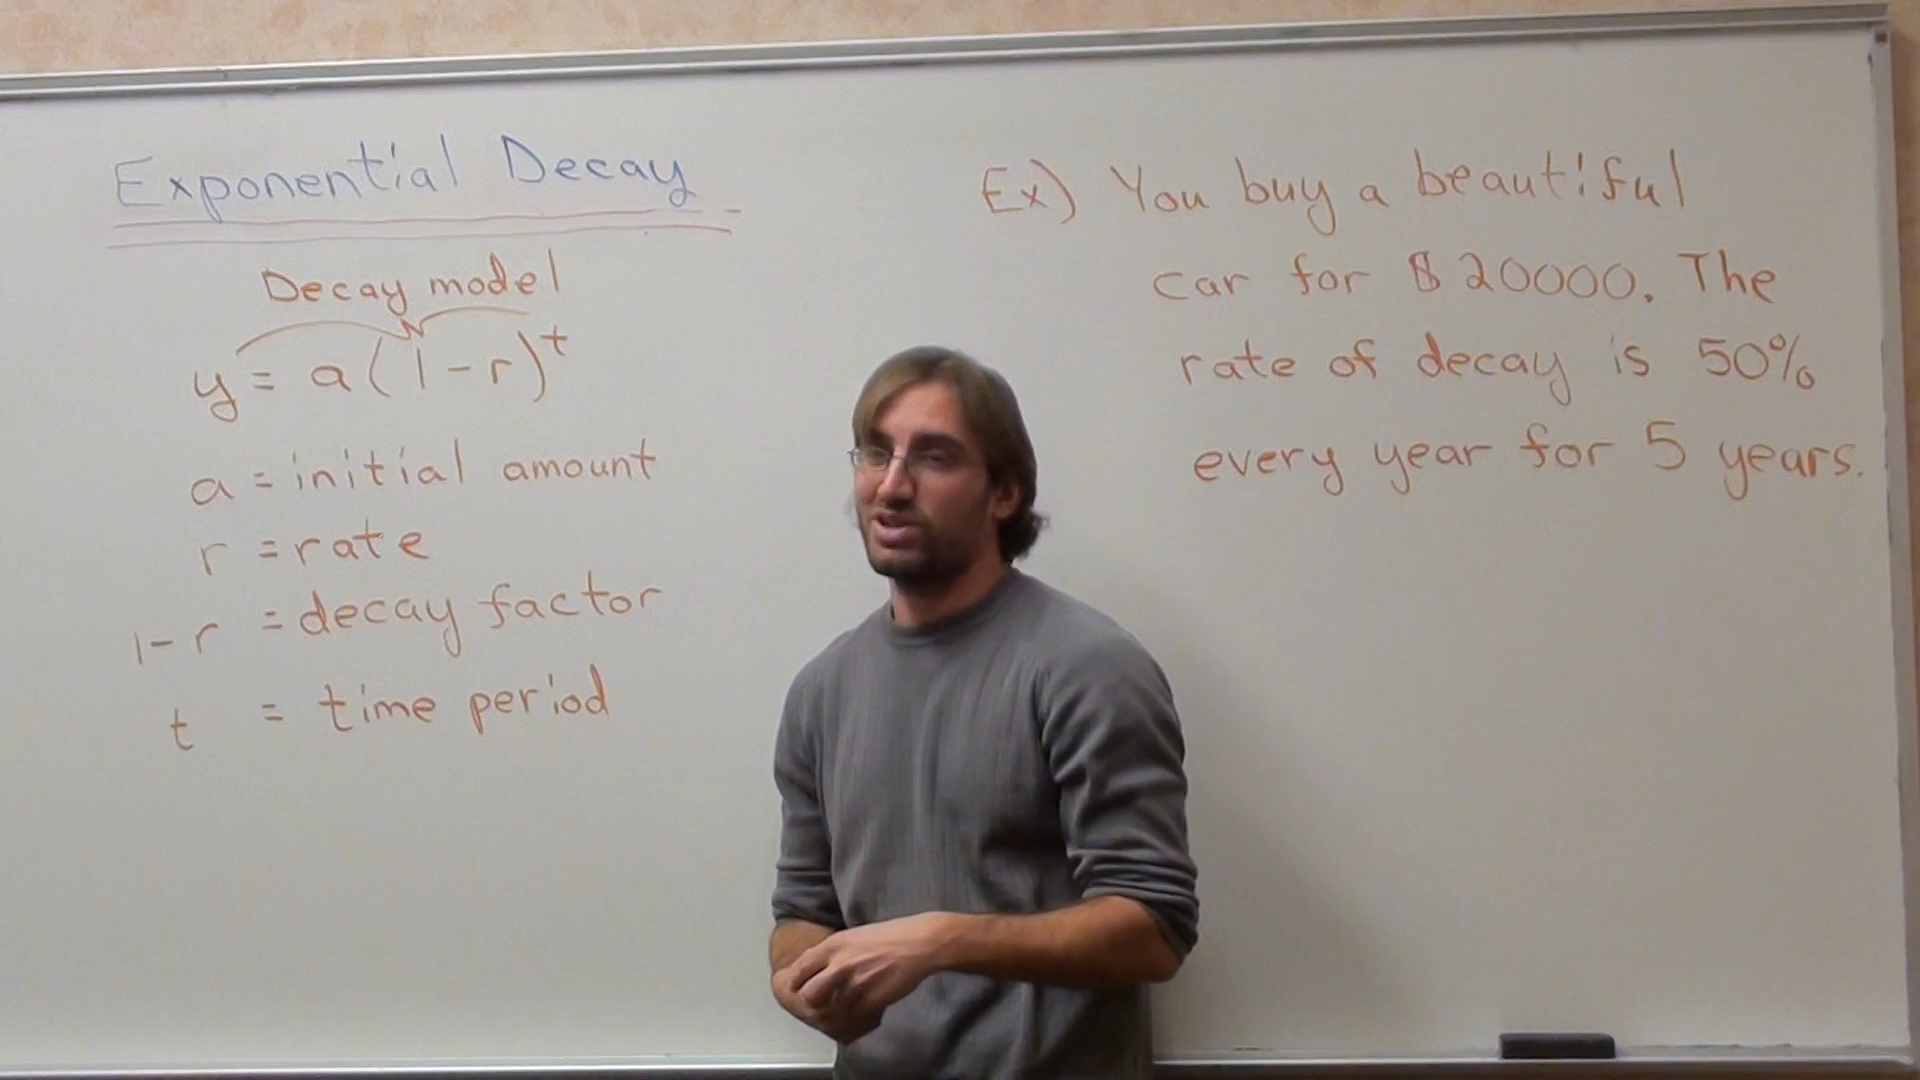 Exponential Decay
Decay model
y = a(1-r)^t
a = initial amount
r = rate
1-r = decay factor
t = time period
Ex) You buy a beautiful
car for $20000. The
rate of decay is 50%
every year for 5 years.